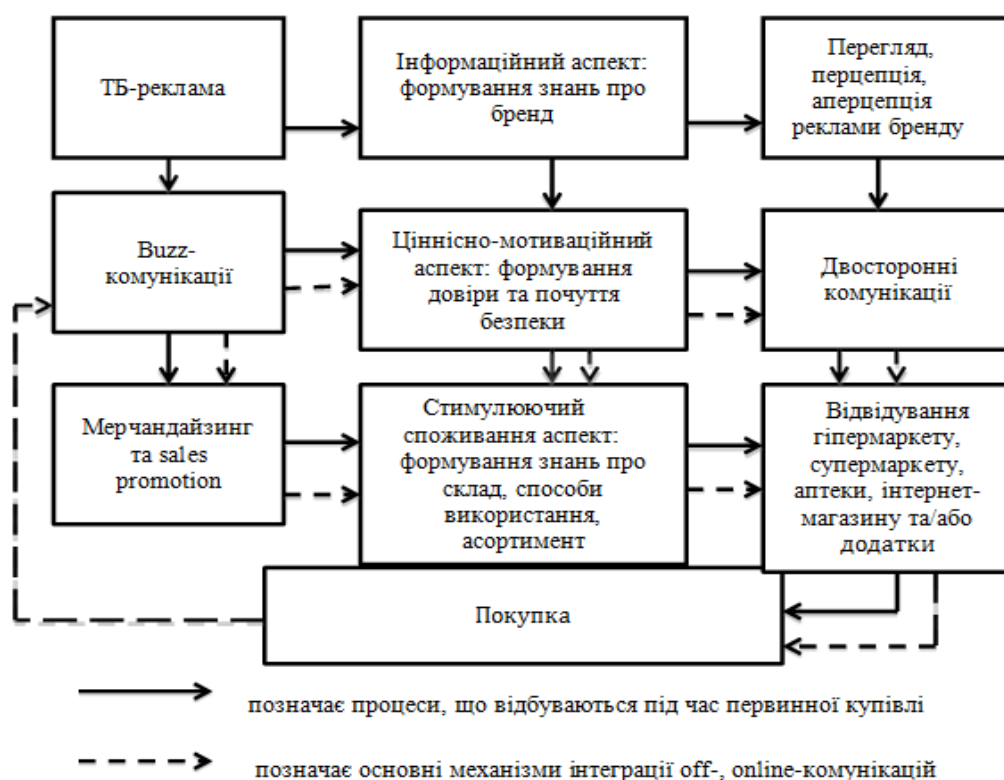 ТБ-реклама
Інформаційний аспект:
формування знань про
бренд
Перегляд,
перцепція,
аперцепція
реклами бренду
Buzz-
комунікації
Ціннісно-мотиваційний
аспект: формування
довіри та почуття
безпеки
Двосторонні
комунікації
Мерчандайзинг
та sales
promotion
Стимулюючий
споживання аспект:
формування знань про
склад, способи
використання,
асортимент
Відвідування
гіпермаркету,
супермаркету,
аптеки, інтернет-
магазину та/або
додатки
Покупка
позначає процеси, що відбуваються під час первинної купівлі
позначає основні механізми інтеграції off-, online-комунікацій